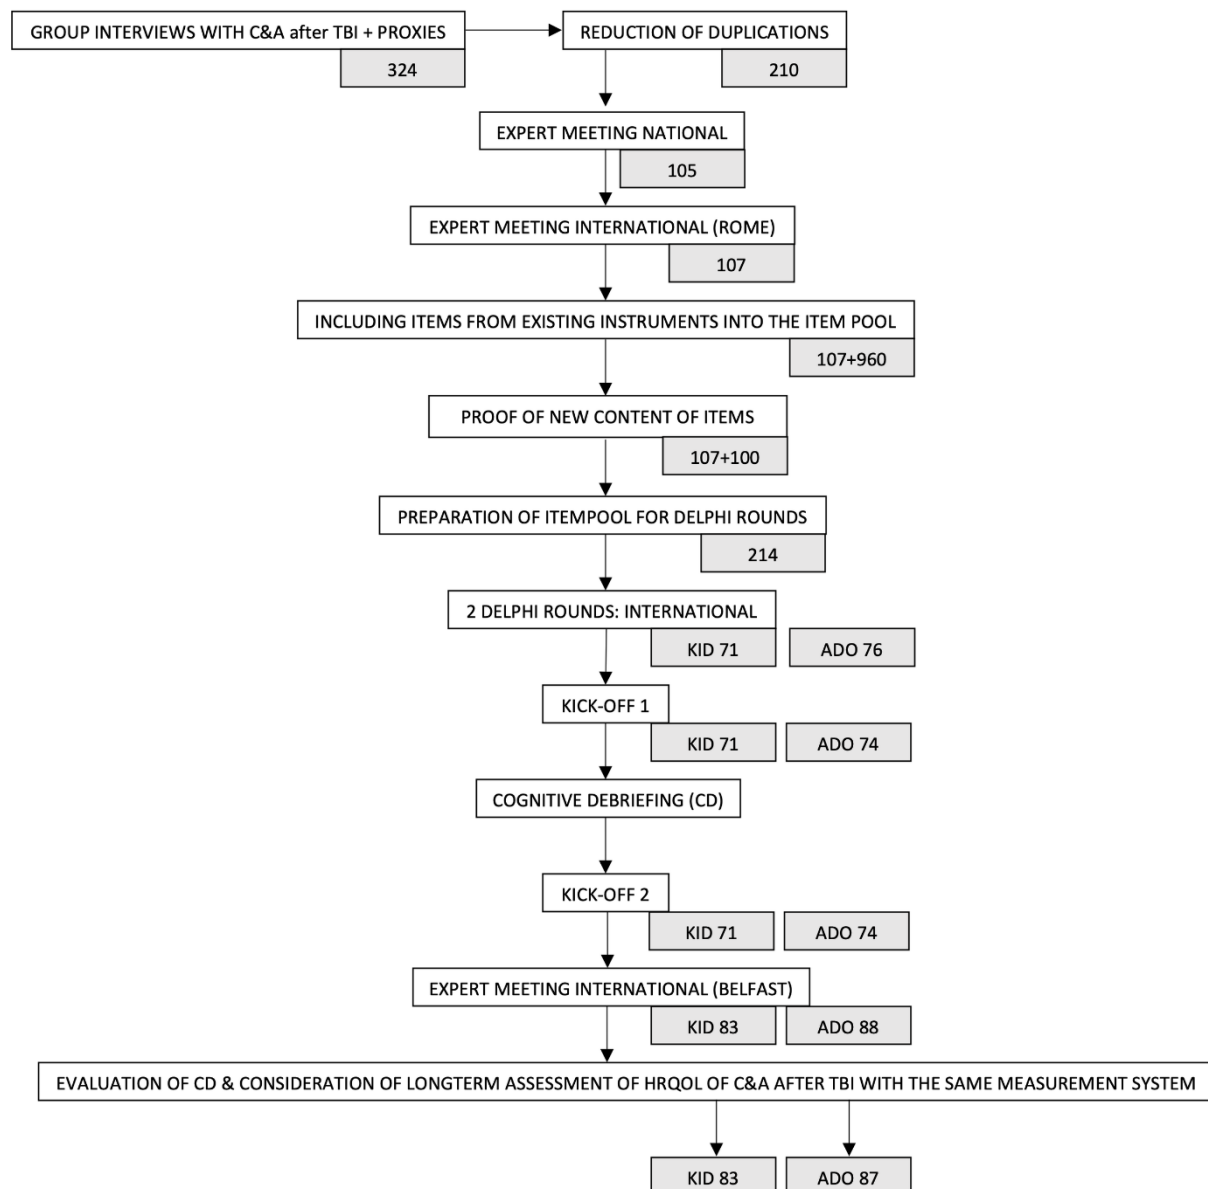 GROUP INTERVIEWS WITH C&A after TBI + PROXIES
324
REDUCTION OF DUPLICATIONS
210
EXPERT MEETING NATIONAL
105
EXPERT MEETING INTERNATIONAL (ROME)
107
INCLUDING ITEMS FROM EXISTING INSTRUMENTS INTO THE ITEM POOL
107+960
PROOF OF NEW CONTENT OF ITEMS
107+100
PREPARATION OF ITEMPOOL FOR DELPHI ROUNDS
214
2 DELPHI ROUNDS: INTERNATIONAL
KID 71
ADO 76
KICK-OFF 1
KID 71
ADO 74
COGNITIVE DEBRIEFING (CD)
KICK-OFF 2
KID 71
ADO 74
EXPERT MEETING INTERNATIONAL (BELFAST)
KID 83
ADO 88
EVALUATION OF CD & CONSIDERATION OF LONGTERM ASSESSMENT OF HRQOL OF C&A AFTER TBI WITH THE SAME MEASUREMENT SYSTEM
KID 83
ADO 87